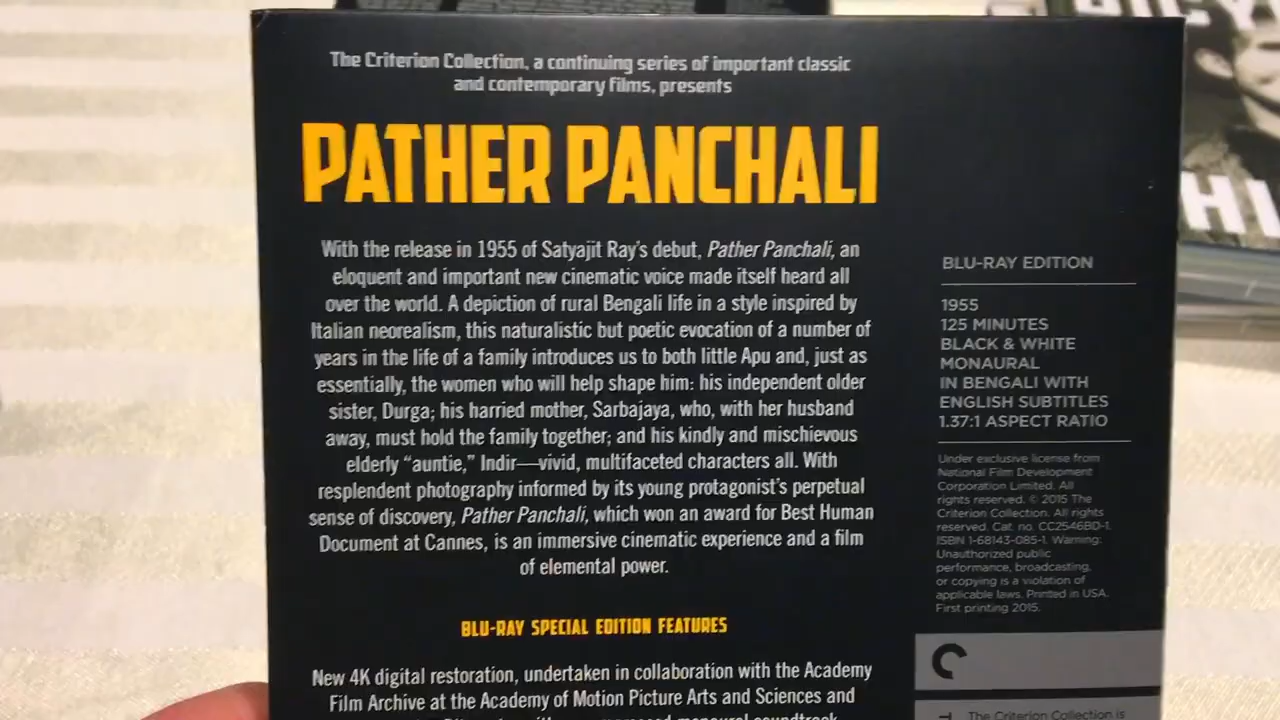 The Criterion Collection, a continuing series of important classic
and contemporary films, presents
PATHER PANCHALI
With the release in 1955 of Satyajit Ray's debut, Pather Panchali, an
eloquent and important new cinematic voice made itself heard all
over the world. A depiction of rural Bengali life in a style inspired by
Italian neorealism, this naturalistic but poetic evocation of a number of
years in the life of a family introduces us to both little Apu and, just as
essentially, the women who will help shape him: his independent older
sister, Durga; his harried mother, Sarbajaya, who, with her husband
away, must hold the family together; and his kindly and mischievous
elderly “auntie,” Indir—vivid, multifaceted characters all. With
resplendent photography informed by its young protagonist's perpetual
sense of discovery, Pather Panchali, which won an award for Best Human
Document at Cannes, is an immersive cinematic experience and a film
of elemental power.
BLU-RAY SPECIAL EDITION FEATURES
New 4K digital restoration, undertaken in collaboration with the Academy
Film Archive at the Academy of Motion Picture Arts and Sciences and
monaural soundtrack
BLU-RAY EDITION
1955
125 MINUTES
BLACK & WHITE
MONAURAL
IN BENGALI WITH
ENGLISH SUBTITLES
1.37:1 ASPECT RATIO
Under exclusive license from
National Film Development
Corporation Limited. All
rights reserved. © 2015 The
Criterion Collection. All rights
reserved. Cat. no. CC2546BD-1.
ISBN 1-68143-085-1. Warning:
Unauthorized public
performance, broadcasting,
or copying is a violation of
applicable laws. Printed in USA.
First printing 2015.
The Criterion Collection is
HI